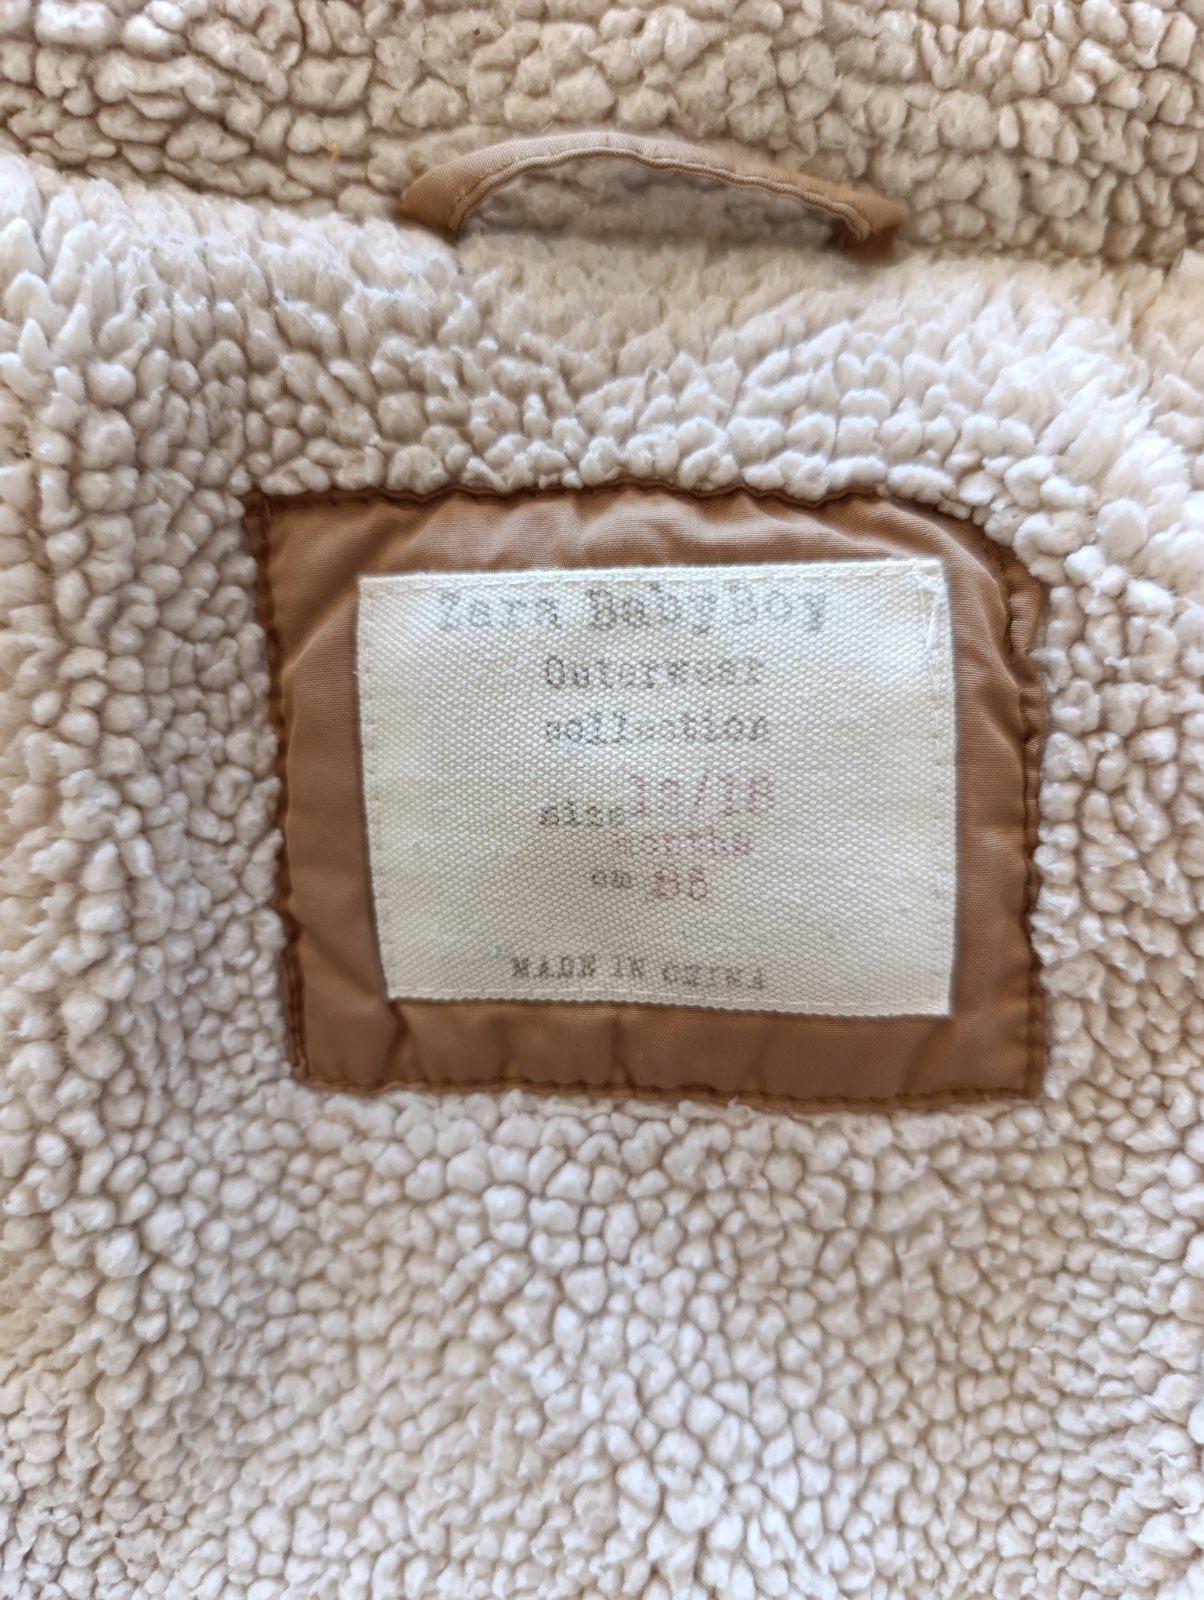 Zara BabyBoy
Outerwear
collection
size 12/18
months
cm 86
MADE IN CHINA